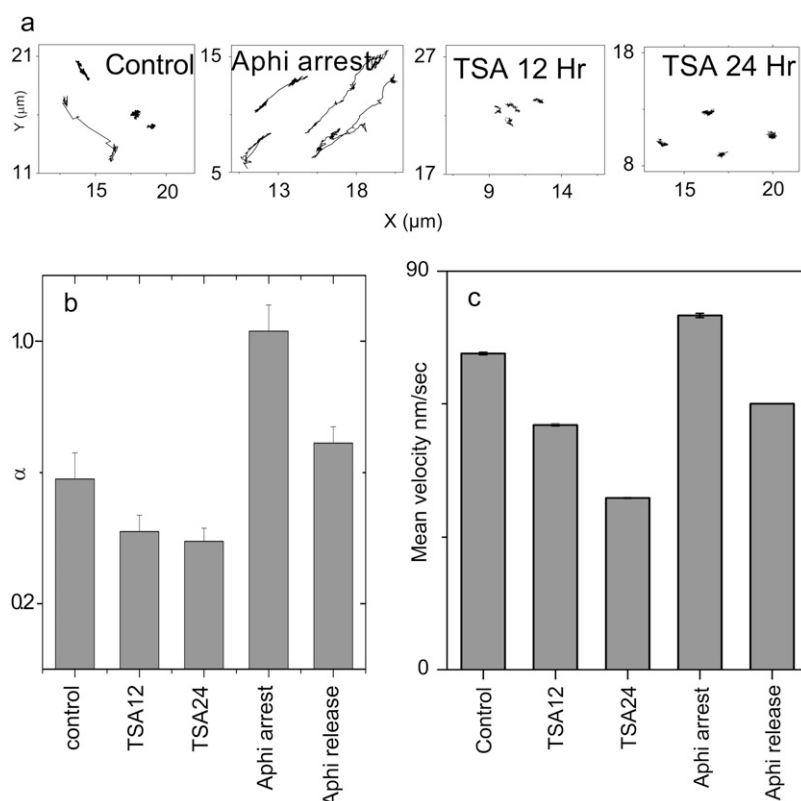 a
Control
Aphi arrest
TSA 12 Hr
TSA 24 Hr
Y (µm)
21
11
15
20
15
5
13
18
27
17
9
14
18
8
15
20
X (µm)
b
α
1.0
0.2
control
TSA12
TSA24
Aphi arrest
Aphi release
c
Mean velocity nm/sec
90
0
Control
TSA12
TSA24
Aphi arrest
Aphi release